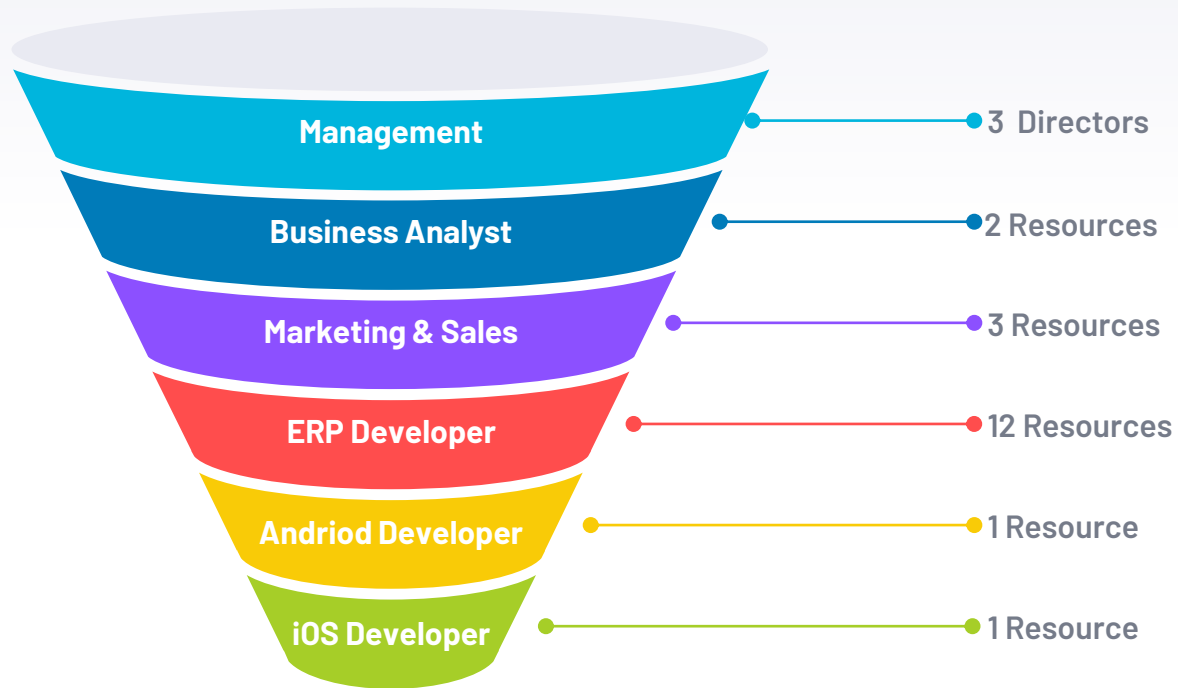 Management
3 Directors
Business Analyst
2 Resources
Marketing & Sales
3 Resources
ERP Developer
12 Resources
Andriod Developer
1 Resource
iOS Developer
1 Resource